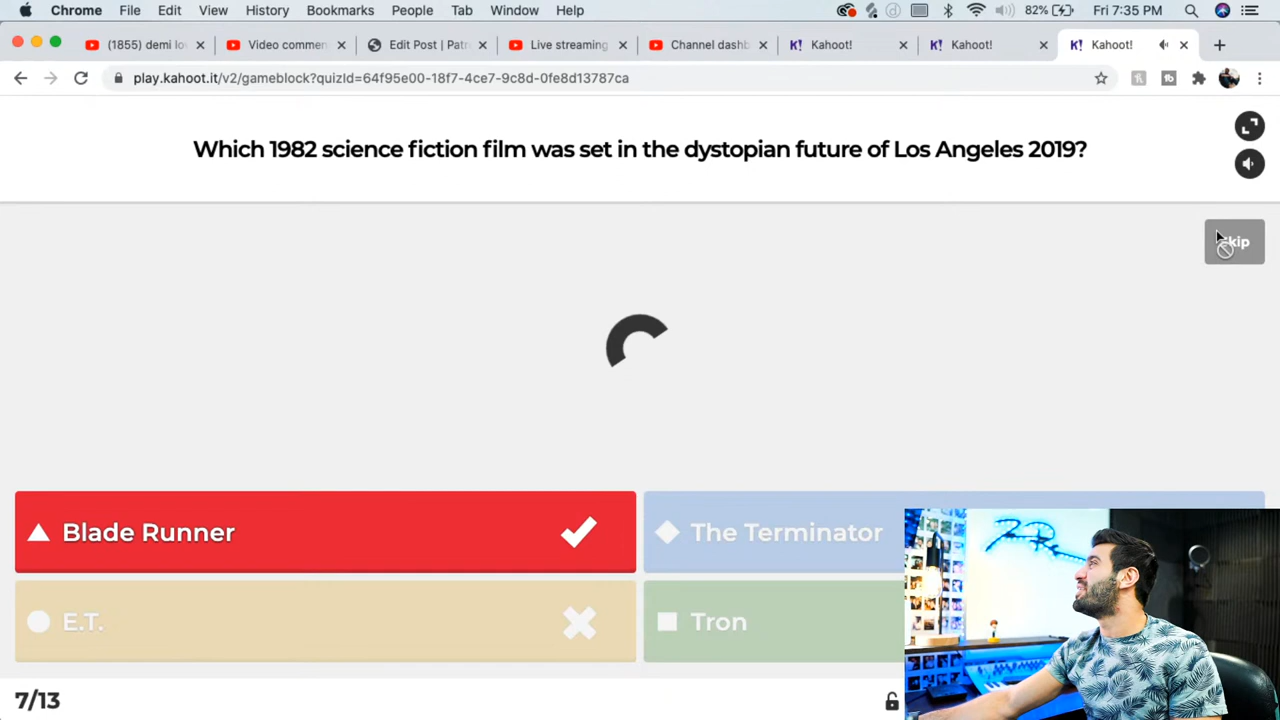 Chrome File Edit View History Bookmarks People Tab Window Help 82% Fri 7:35 PM
(1855) demi lo Video commen Edit Post | Patr Live streaming Channel dashb Kahoot! Kahoot! Kahoot!
play.kahoot.it/v2/gameblock?quizId=64f95e00-18f7-4ce7-9c8d-0fe8d13787ca
Which 1982 science fiction film was set in the dystopian future of Los Angeles 2019?
Skip
Blade Runner
The Terminator
E.T.
Tron
7/13